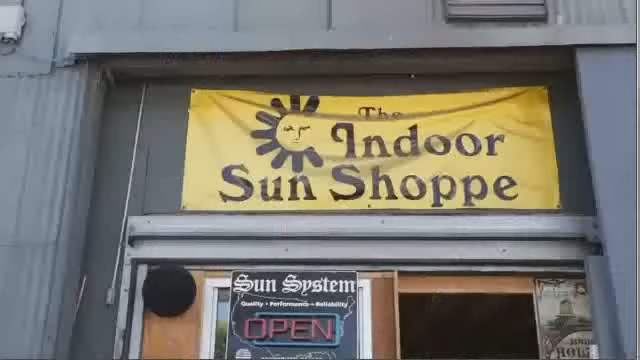 The
Indoor
Sun Shoppe
Sun System
Quality • Performance • Reliability
OPEN